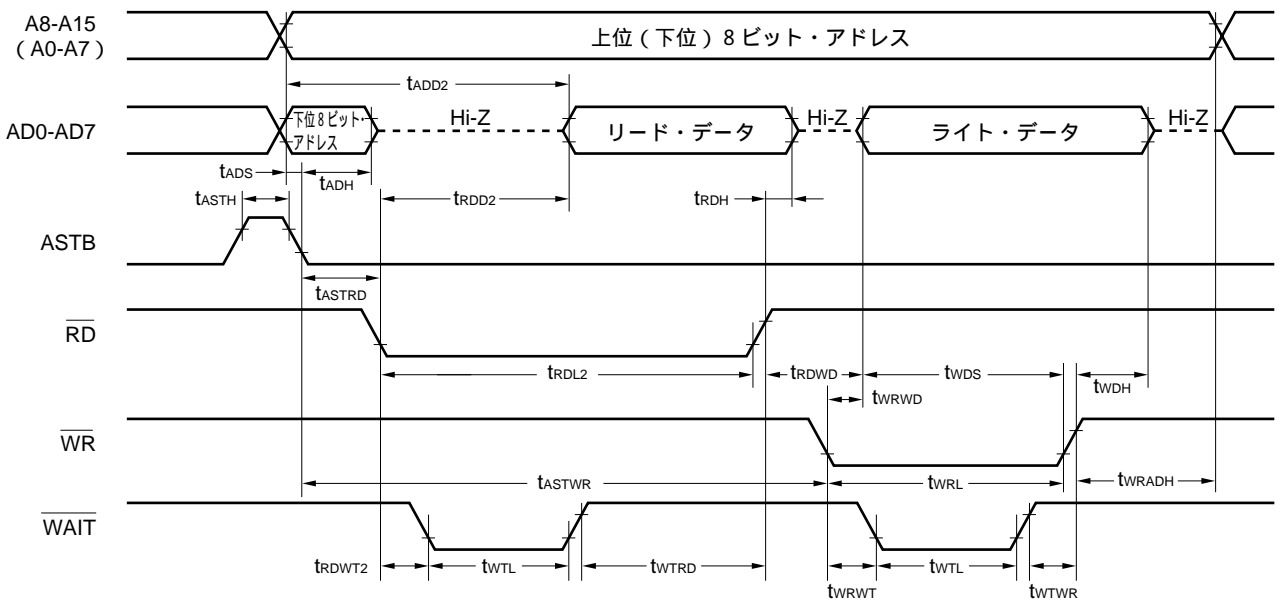 A8-A15
(A0-A7)
上位(下位)8ビット・アドレス
tADD2
AD0-AD7
下位8ビット・
アドレス
Hi-Z
リード・データ
Hi-Z
ライト・データ
Hi-Z
tADS
tADH
tASTH
tRDD2
tRDH
ASTB
tASTRD
RD
tRDL2
tRDWD
tWDS
tWDH
tWRWD
WR
tASTWR
tWRL
tWRADH
WAIT
tRDWT2
tWTL
tWTRD
tWRWT
tWTL
tWTWR